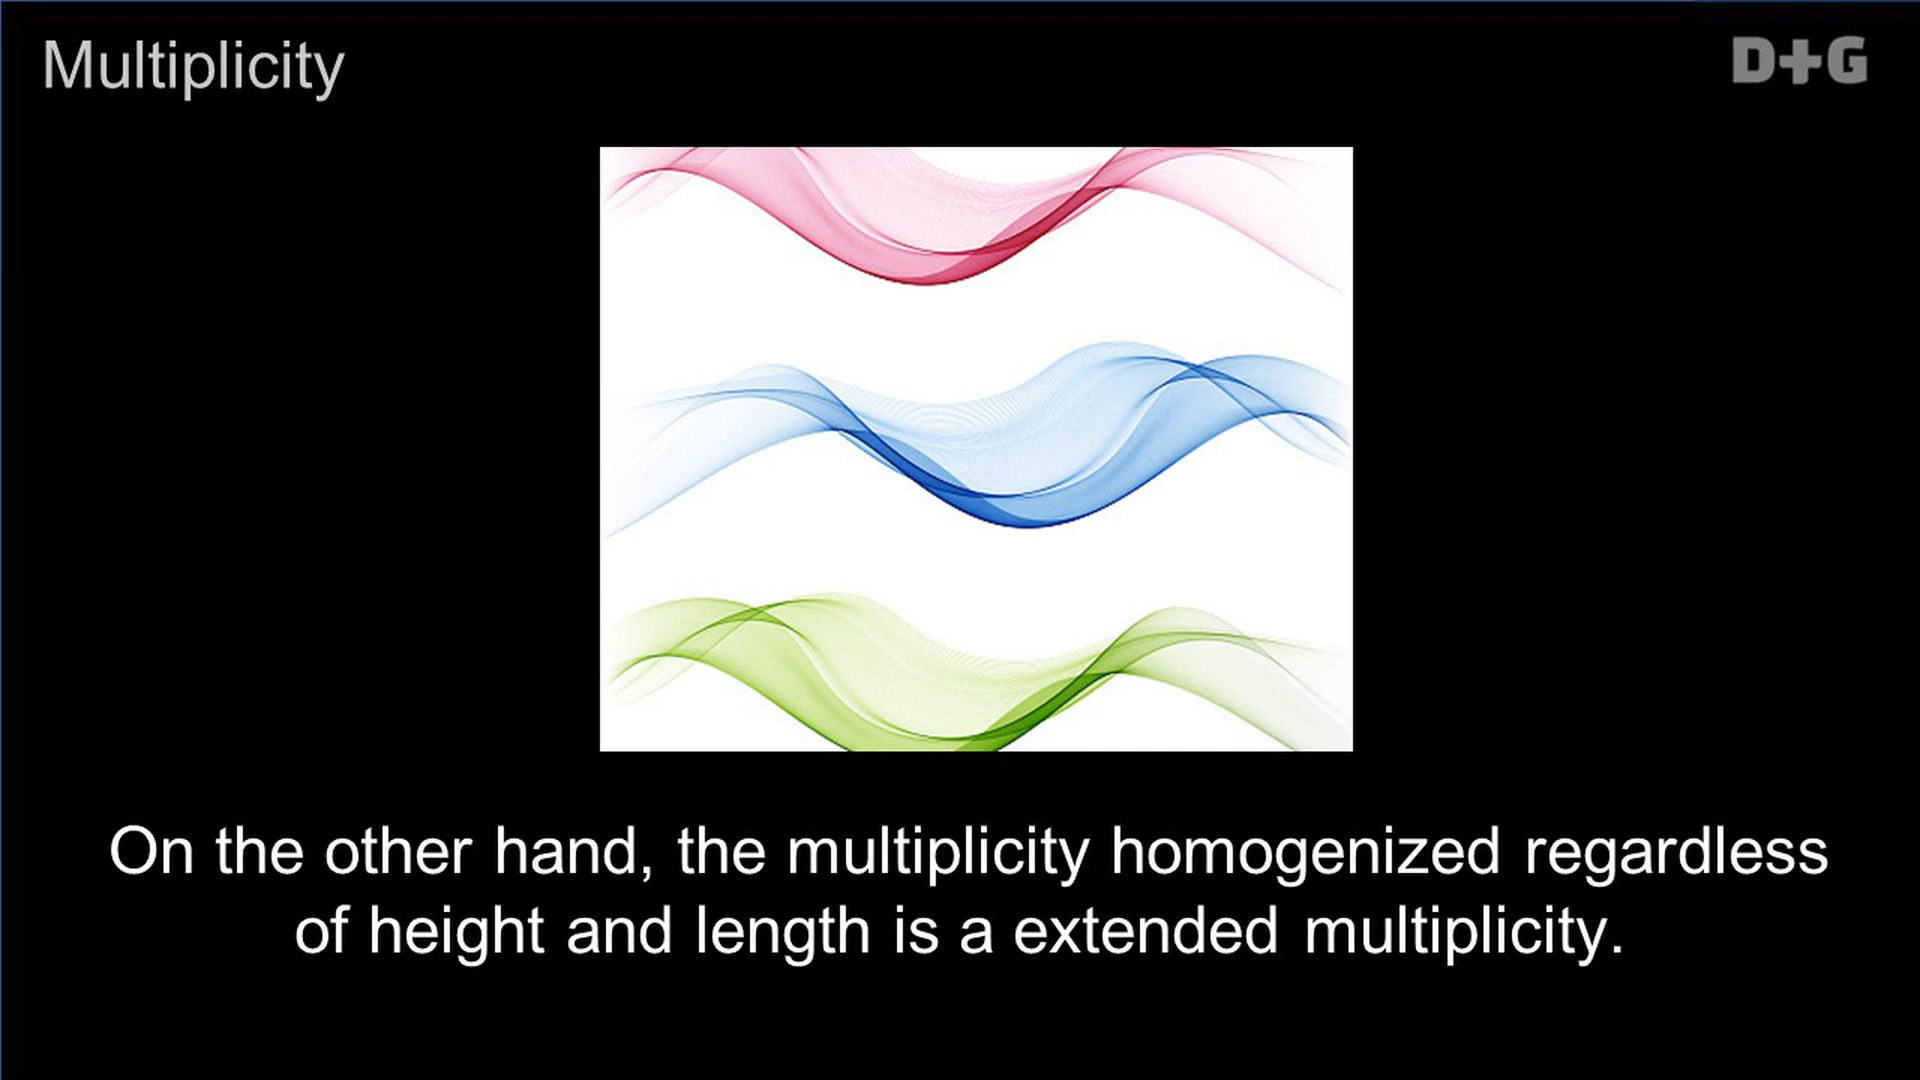 Multiplicity
D+G
On the other hand, the multiplicity homogenized regardless
of height and length is a extended multiplicity.